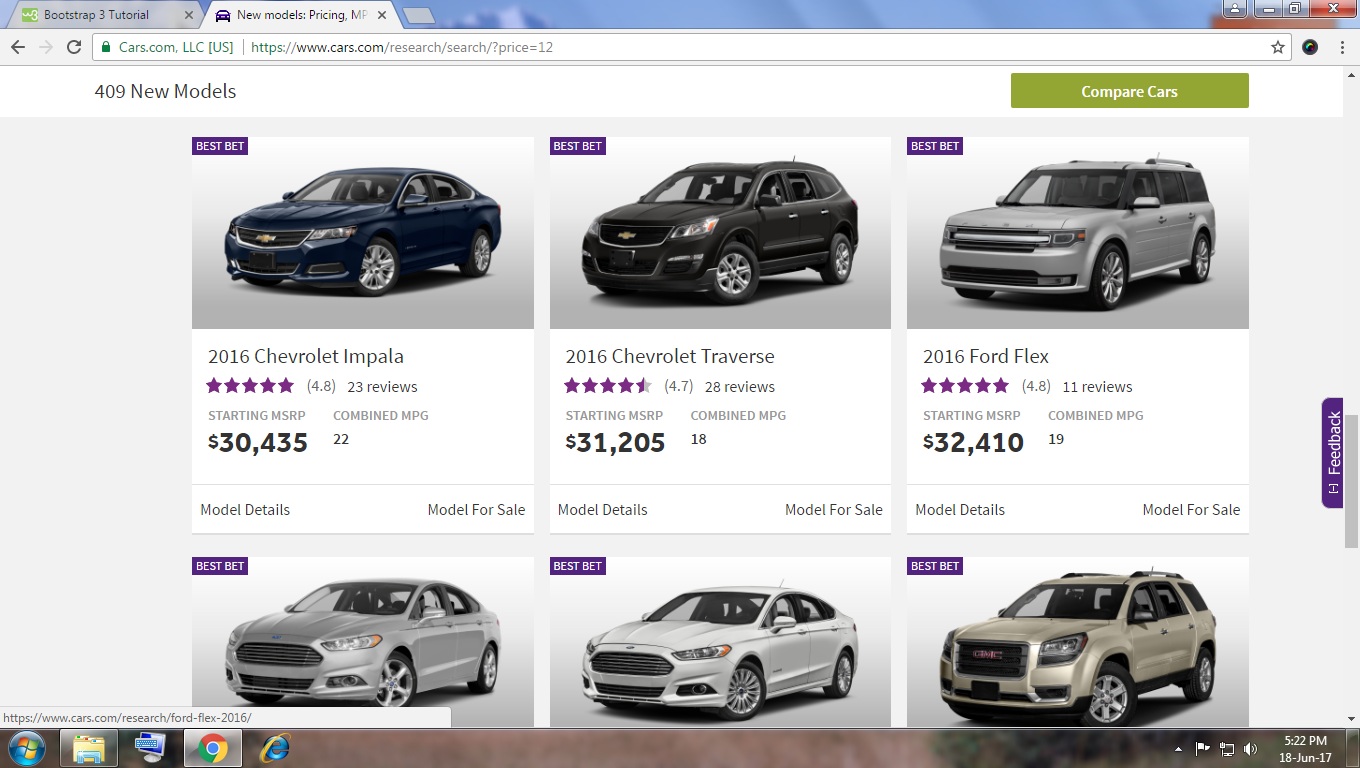 Bootstrap 3 Tutorial
New models: Pricing, MP
Cars.com, LLC [US]
https://www.cars.com/research/search/?price=12
409 New Models
Compare Cars
BEST BET
BEST BET
BEST BET
2016 Chevrolet Impala
(4.8) 23 reviews
STARTING MSRP COMBINED MPG
$30,435 22
Model Details Model For Sale
2016 Chevrolet Traverse
(4.7) 28 reviews
STARTING MSRP COMBINED MPG
$31,205 18
Model Details Model For Sale
2016 Ford Flex
(4.8) 11 reviews
STARTING MSRP COMBINED MPG
$32,410 19
Model Details Model For Sale
[-] Feedback
BEST BET
BEST BET
BEST BET
GMC
https://www.cars.com/research/ford-flex-2016/
5:22 PM
18-Jun-17